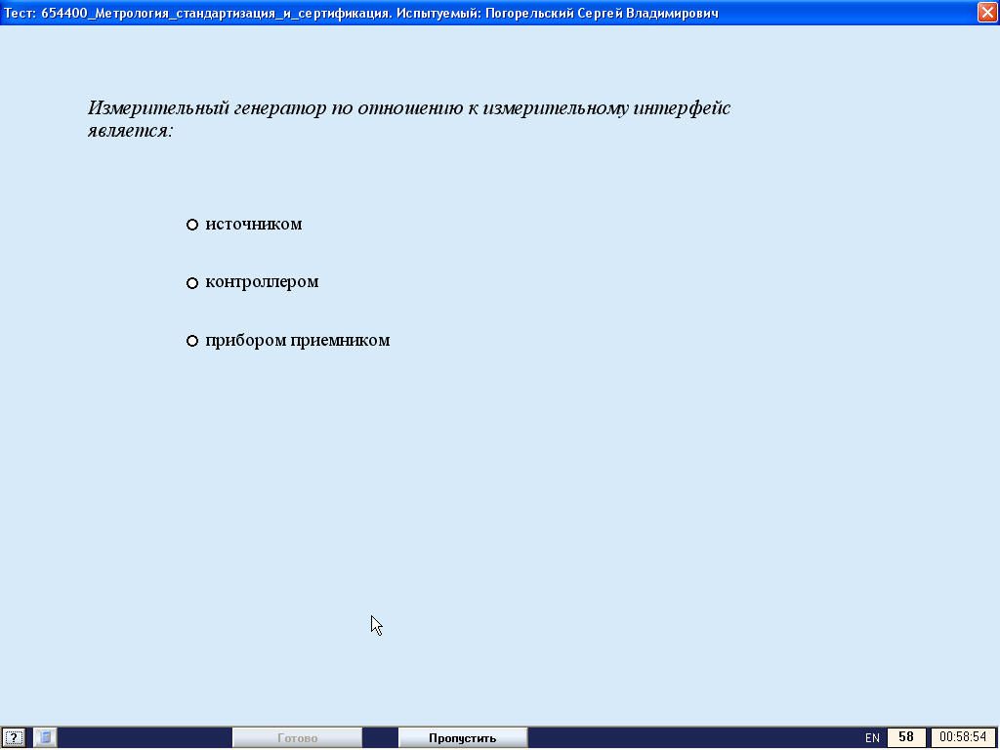 Тест: 654400_Метрология_стандартизация_и_сертификация. Испытуемый: Погорельский Сергей Владимирович
Измерительный генератор по отношению к измерительному интерфейс
является:
источником
контроллером
прибором приемником
? Готово Пропустить EN 58 00:58:54